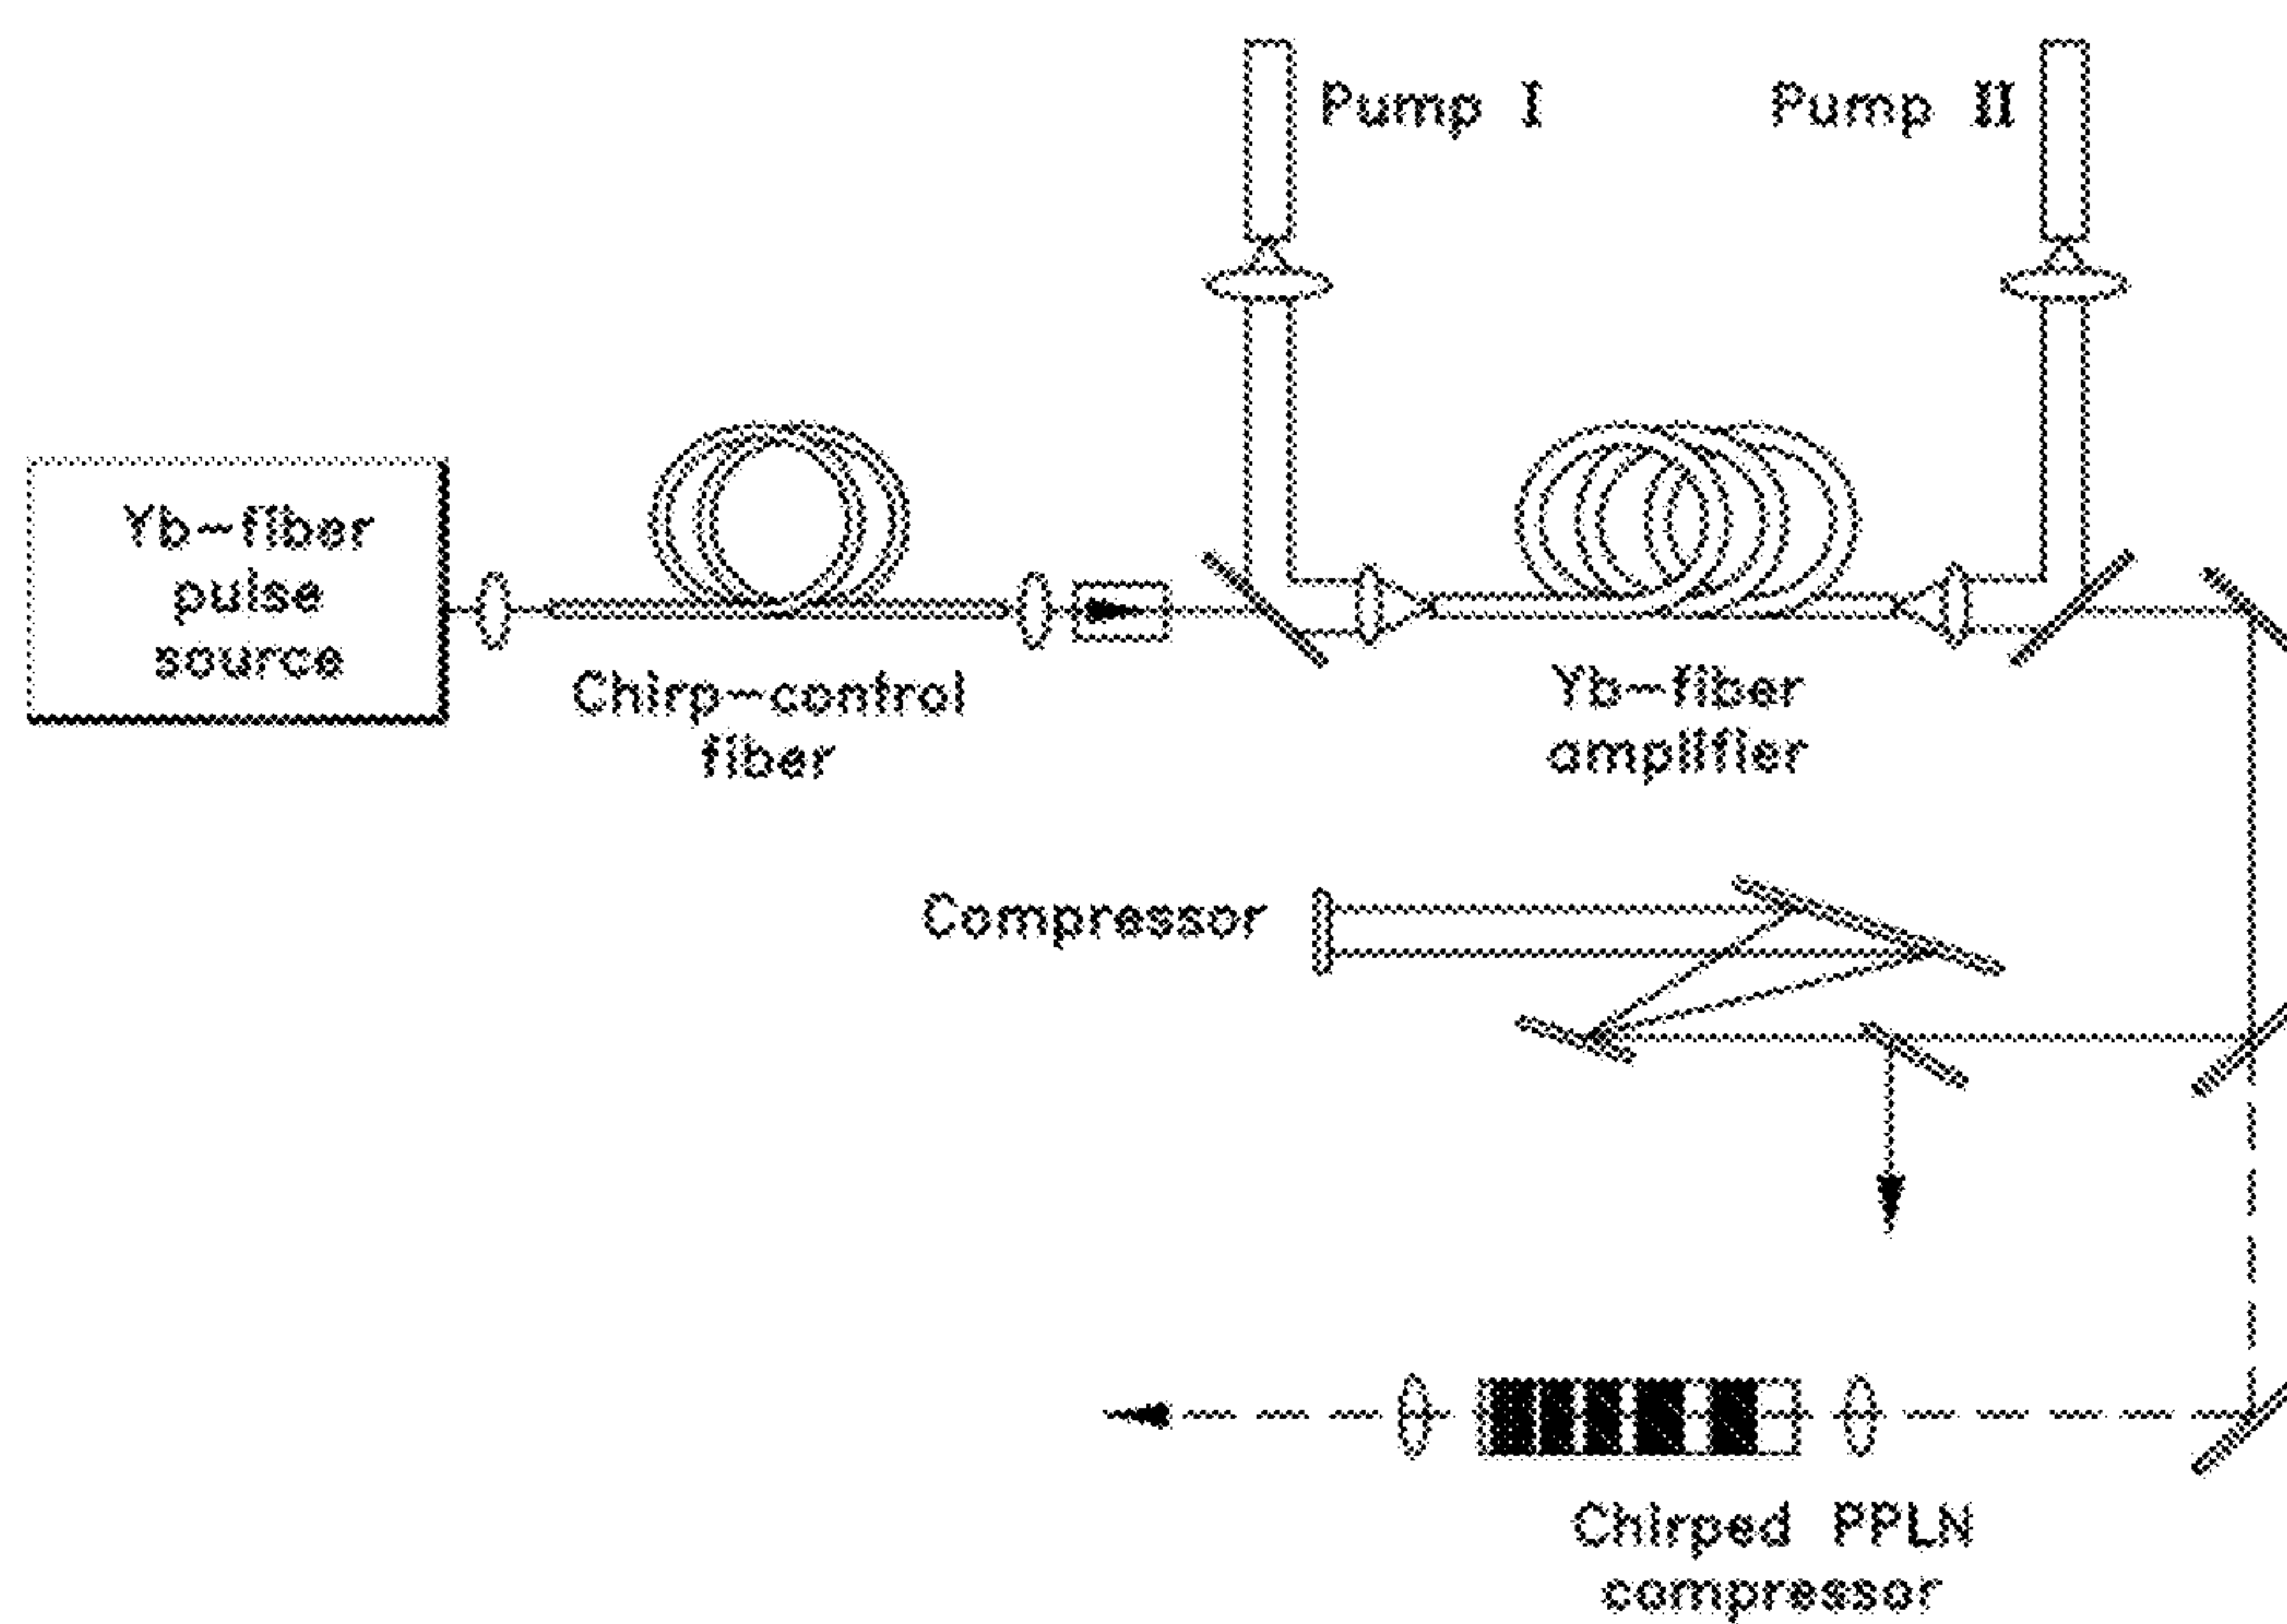 Pump I
Pump II
Yb-fiber
pulse
source
Chirp-control
fiber
Yb-fiber
amplifier
Compressor
Chirped PPLN
compressor